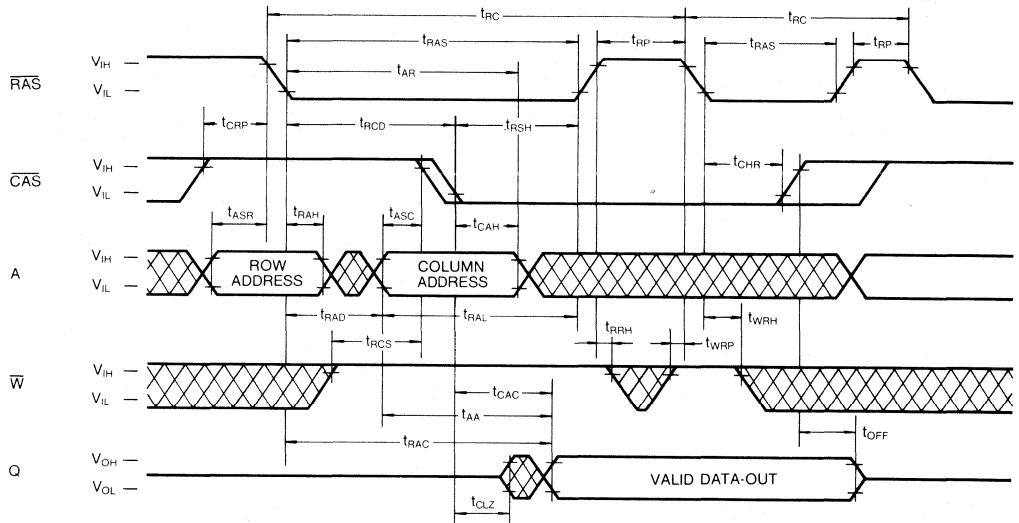 tRC tRC
tRAS tRP tRAS tRP
tAR
RAS VIH
VIL
tCRP tRCD tRSH
tCHR
CAS VIH
VIL
tASR tRAH tASC tCAH
A VIH
VIL
ROW ADDRESS
COLUMN ADDRESS
tRAD tRAL tWRH
tRRH
tRCS tWRP
W VIH
VIL
tCAC
tAA
tRAC tOFF
Q VOH
VOL
VALID DATA-OUT
tCLZ